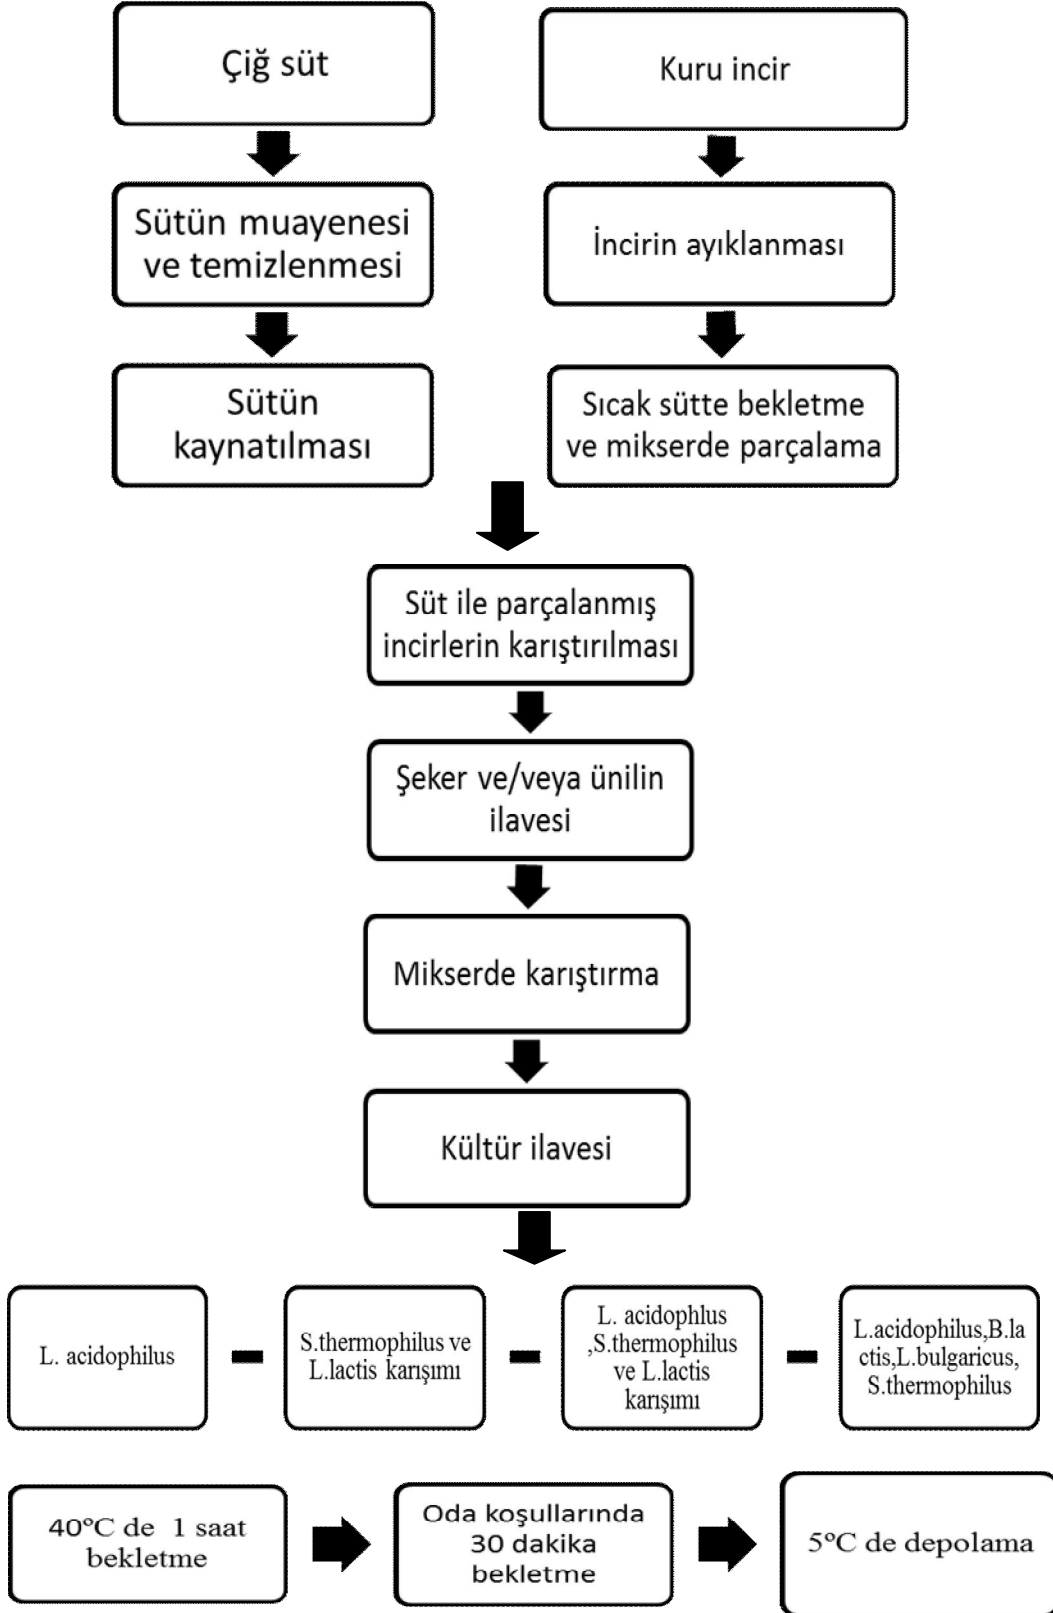 Çiğ süt
Kuru incir
Sütün muayenesi
ve temizlenmesi
İncirin ayıklanması
Sütün
kaynatılması
Sıcak sütte bekletme
ve mikserde parçalama
Süt ile parçalanmış
incirlerin karıştırılması
Şeker ve/veya ünilin
ilavesi
Mikserde karıştırma
Kültür ilavesi
L. acidophilus
S.thermophilus ve
L.lactis karışımı
L. acidophlus
,S.thermophilus
ve L.lactis
karışımı
L.acidophilus,B.la
ctis,L.bulgaricus,
S.thermophilus
40°C de 1 saat
bekletme
Oda koşullarında
30 dakika
bekletme
5°C de depolama